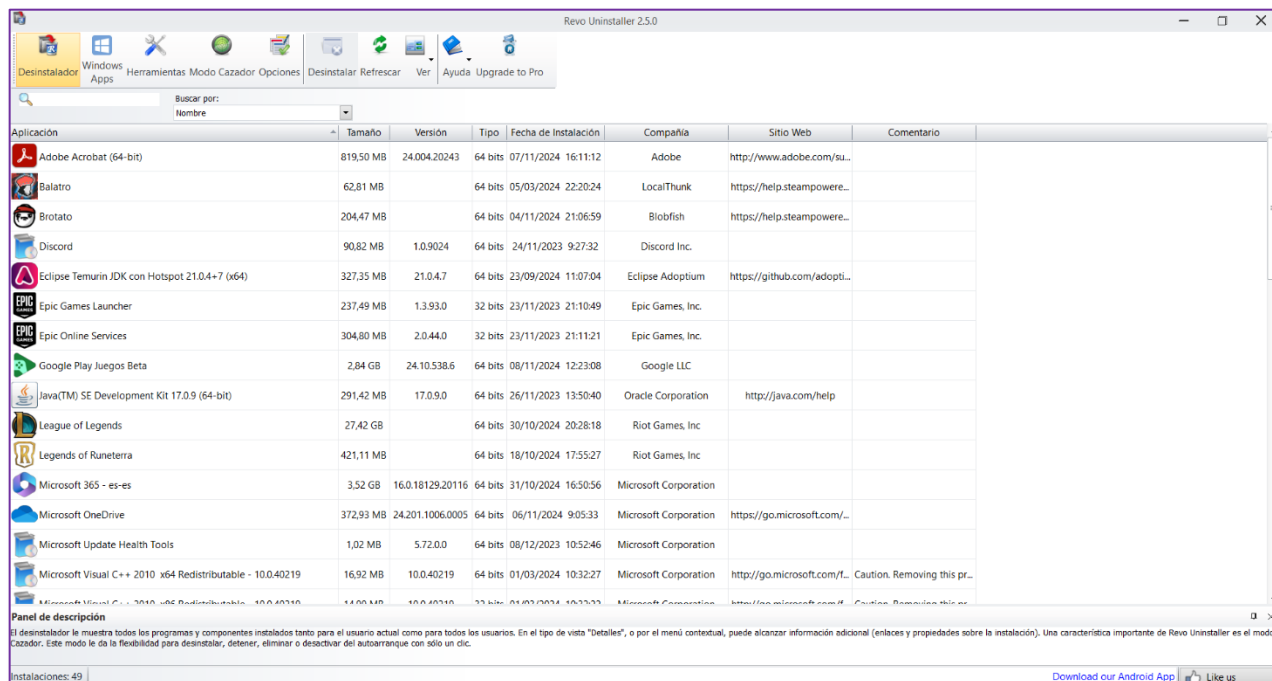 Revo Uninstaller 2.5.0
Desinstalador
Windows Apps
Herramientas
Modo Cazador
Opciones
Desinstalar
Refrescar
Ver
Ayuda
Upgrade to Pro
Buscar por:
Nombre
Aplicación Tamaño Versión Tipo Fecha de Instalación Compañía Sitio Web Comentario
Adobe Acrobat (64-bit) 819,50 MB 24.004.20243 64 bits 07/11/2024 16:11:12 Adobe http://www.adobe.com/su...
Balatro 62,81 MB 64 bits 05/03/2024 22:20:24 LocalThunk https://help.steampowere...
Brotato 204,47 MB 64 bits 04/11/2024 21:06:59 Blobfish https://help.steampowere...
Discord 90,82 MB 1.0.9024 64 bits 24/11/2023 9:27:32 Discord Inc.
Eclipse Temurin JDK con Hotspot 21.0.4+7 (x64) 327,35 MB 21.0.4.7 64 bits 23/09/2024 11:07:04 Eclipse Adoptium https://github.com/adopti...
EPIC GAMES Epic Games Launcher 237,49 MB 1.3.93.0 32 bits 23/11/2023 21:10:49 Epic Games, Inc.
EPIC GAMES Epic Online Services 304,80 MB 2.0.44.0 32 bits 23/11/2023 21:11:21 Epic Games, Inc.
Google Play Juegos Beta 2,84 GB 24.10.538.6 64 bits 08/11/2024 12:23:08 Google LLC
Java(TM) SE Development Kit 17.0.9 (64-bit) 291,42 MB 17.0.9.0 64 bits 26/11/2023 13:50:40 Oracle Corporation http://java.com/help
League of Legends 27,42 GB 64 bits 30/10/2024 20:28:18 Riot Games, Inc
Legends of Runeterra 421,11 MB 64 bits 18/10/2024 17:55:27 Riot Games, Inc
Microsoft 365 - es-es 3,52 GB 16.0.18129.20116 64 bits 31/10/2024 16:50:56 Microsoft Corporation
Microsoft OneDrive 372,93 MB 24.201.1006.0005 64 bits 06/11/2024 9:05:33 Microsoft Corporation https://go.microsoft.com/...
Microsoft Update Health Tools 1,02 MB 5.72.0.0 64 bits 08/12/2023 10:52:46 Microsoft Corporation
Microsoft Visual C++ 2010 x64 Redistributable - 10.0.40219 16,92 MB 10.0.40219 64 bits 01/03/2024 10:32:27 Microsoft Corporation http://go.microsoft.com/f... Caution. Removing this pr...
Microsoft Visual C++ 2010 x86 Redistributable - 10.0.40219
Panel de descripción
El desinstalador le muestra todos los programas y componentes instalados tanto para el usuario actual como para todos los usuarios. En el tipo de vista "Detalles", o por el menú contextual, puede alcanzar información adicional (enlaces y propiedades sobre la instalación). Una característica importante de Revo Uninstaller es el modo
Cazador. Este modo le da la flexibilidad para desinstalar, detener, eliminar o desactivar del autoarranque con sólo un clic.
Instalaciones: 49 Download our Android App Like us